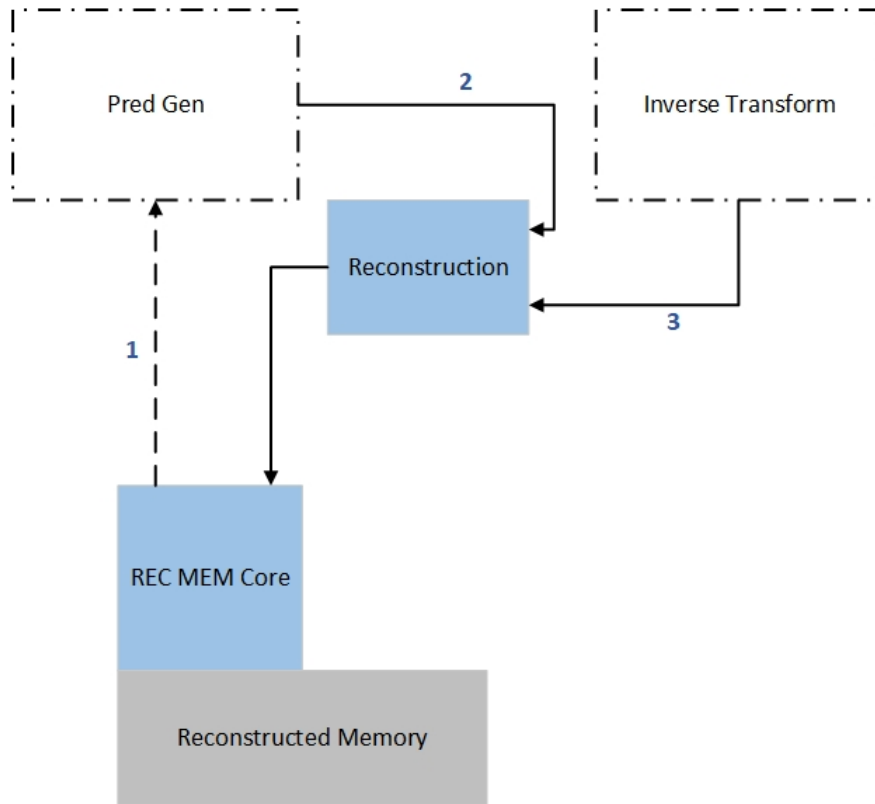 Pred Gen
2
Inverse Transform
Reconstruction
3
1
REC MEM Core
Reconstructed Memory